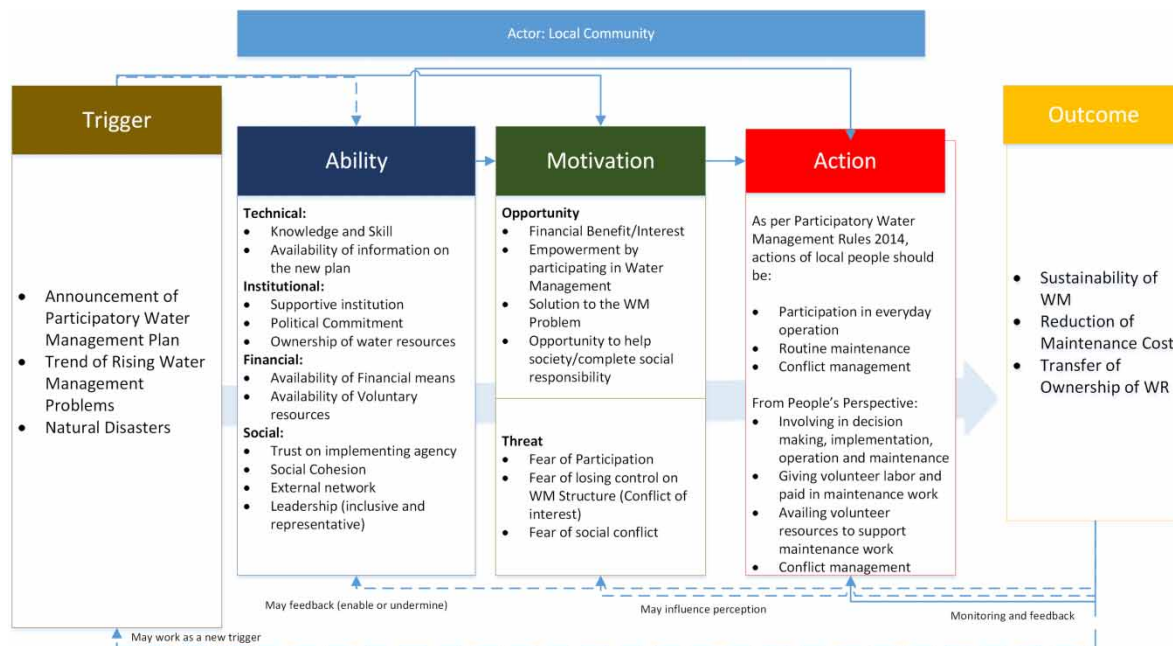 Actor: Local Community
Trigger
Announcement of
Participatory Water
Management Plan
Trend of Rising Water
Management
Problems
Natural Disasters
Ability
Technical:
Knowledge and Skill
Availability of information on
the new plan
Institutional:
Supportive institution
Political Commitment
Ownership of water resources
Financial:
Availability of Financial means
Availability of Voluntary
resources
Social:
Trust on implementing agency
Social Cohesion
External network
Leadership (inclusive and
representative)
Motivation
Opportunity
Financial Benefit/Interest
Empowerment by
participating in Water
Management
Solution to the WM
Problem
Opportunity to help
society/complete social
responsibility
Threat
Fear of Participation
Fear of losing control on
WM Structure (Conflict of
interest)
Fear of social conflict
Action
As per Participatory Water
Management Rules 2014,
actions of local people should
be:
Participation in everyday
operation
Routine maintenance
Conflict management
From People's Perspective:
Involving in decision
making, implementation,
operation and maintenance
Giving volunteer labor and
paid in maintenance work
Availing volunteer
resources to support
maintenance work
Conflict management
Outcome
Sustainability of
WM
Reduction of
Maintenance Cost
Transfer of
Ownership of WR
May feedback (enable or undermine)
May influence perception
Monitoring and feedback
May work as a new trigger